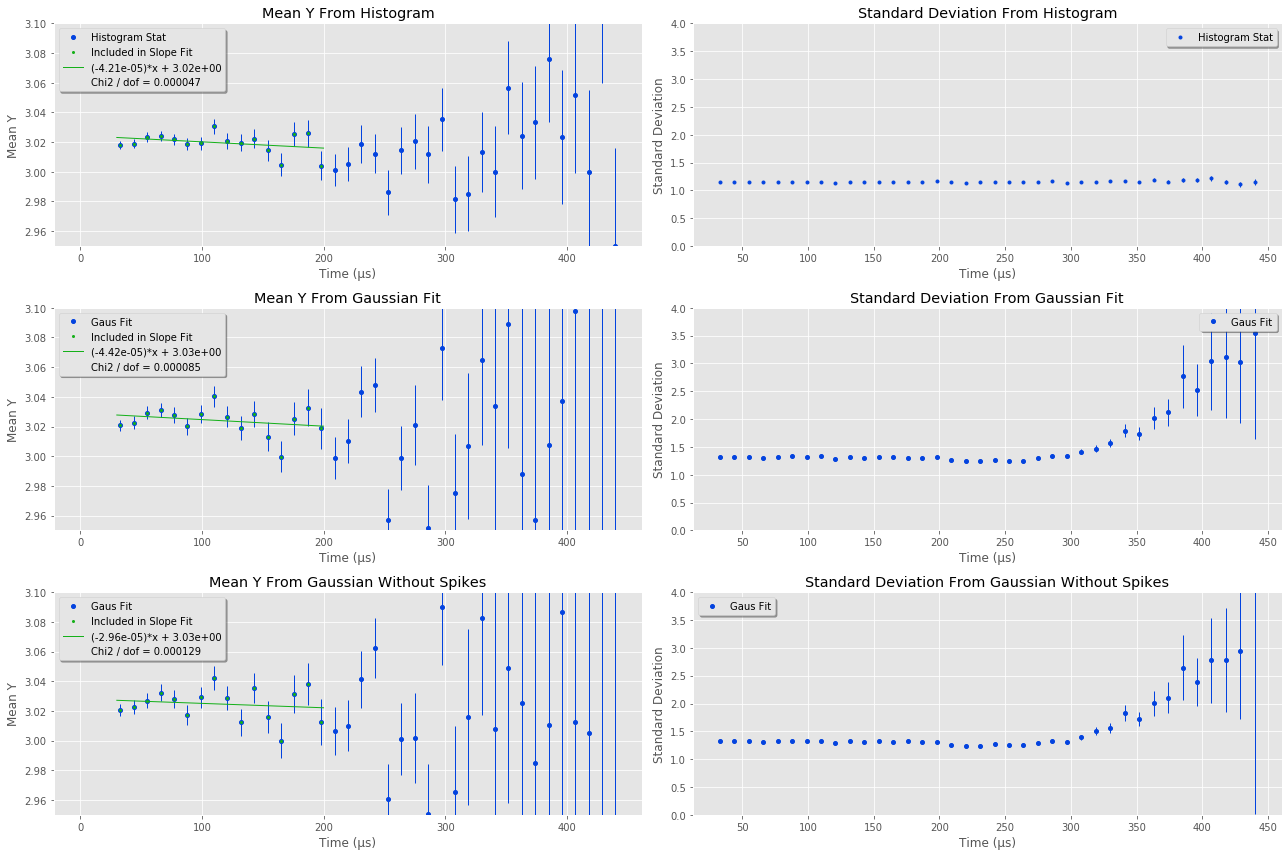 Mean Y From Histogram
Mean Y
3.10
3.08
3.06
3.04
3.02
3.00
2.98
2.96
Histogram Stat
Included in Slope Fit
(-4.21e-05)*x + 3.02e+00
Chi2 / dof = 0.000047
0 100 200 300 400
Time (µs)
Standard Deviation From Histogram
Standard Deviation
4.0
3.5
3.0
2.5
2.0
1.5
1.0
0.5
0.0
Histogram Stat
50 100 150 200 250 300 350 400 450
Time (µs)
Mean Y From Gaussian Fit
Mean Y
3.10
3.08
3.06
3.04
3.02
3.00
2.98
2.96
Gaus Fit
Included in Slope Fit
(-4.42e-05)*x + 3.03e+00
Chi2 / dof = 0.000085
0 100 200 300 400
Time (µs)
Standard Deviation From Gaussian Fit
Standard Deviation
4.0
3.5
3.0
2.5
2.0
1.5
1.0
0.5
0.0
Gaus Fit
50 100 150 200 250 300 350 400 450
Time (µs)
Mean Y From Gaussian Without Spikes
Mean Y
3.10
3.08
3.06
3.04
3.02
3.00
2.98
2.96
Gaus Fit
Included in Slope Fit
(-2.96e-05)*x + 3.03e+00
Chi2 / dof = 0.000129
0 100 200 300 400
Time (µs)
Standard Deviation From Gaussian Without Spikes
Standard Deviation
4.0
3.5
3.0
2.5
2.0
1.5
1.0
0.5
0.0
Gaus Fit
50 100 150 200 250 300 350 400 450
Time (µs)